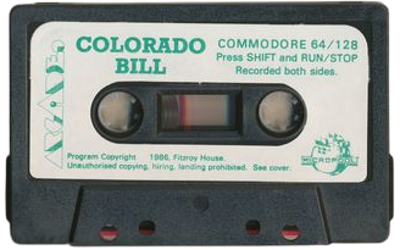 COLORADO
BILL
COMMODORE 64/128
Press SHIFT and RUN/STOP
Recorded both sides.
ARCADE
Program Copyright 1986, Fitzroy House.
Unauthorised copying, hiring, lending prohibited. See cover.
MICROPOOL